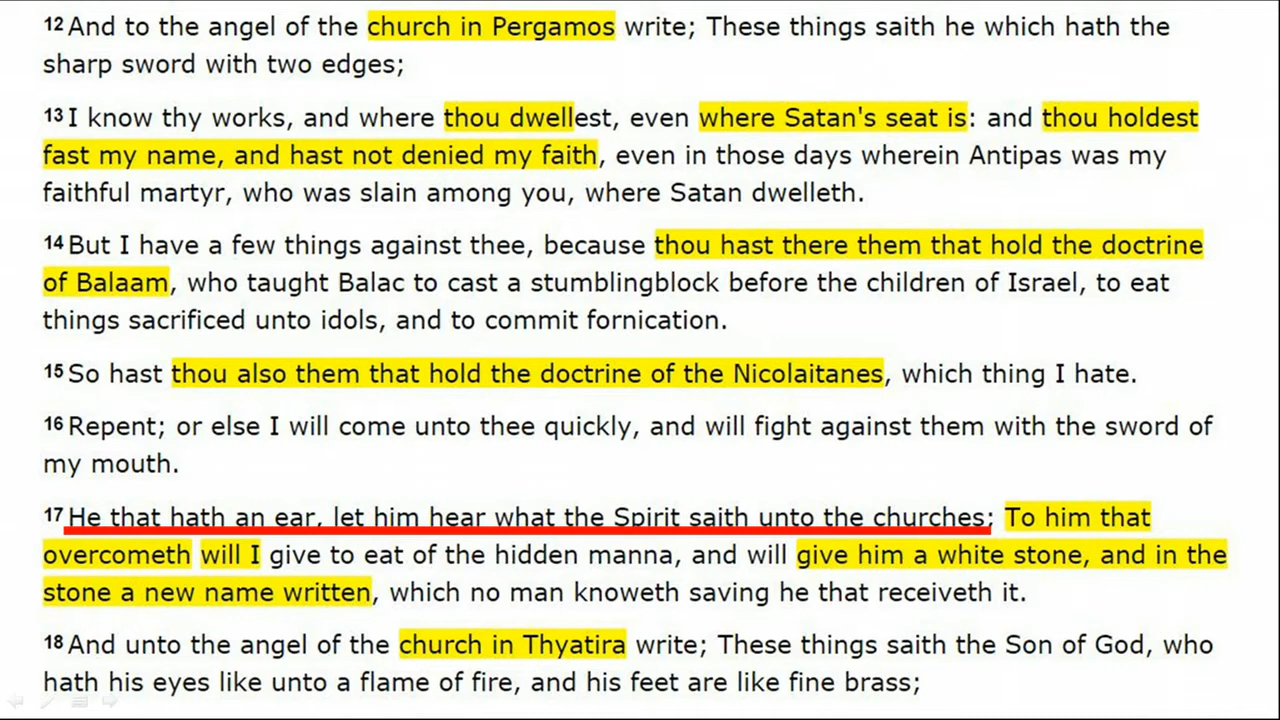 12 And to the angel of the church in Pergamos write; These things saith he which hath the
sharp sword with two edges;
13 I know thy works, and where thou dwellest, even where Satan's seat is: and thou holdest
fast my name, and hast not denied my faith, even in those days wherein Antipas was my
faithful martyr, who was slain among you, where Satan dwelleth.
14 But I have a few things against thee, because thou hast there them that hold the doctrine
of Balaam, who taught Balac to cast a stumblingblock before the children of Israel, to eat
things sacrificed unto idols, and to commit fornication.
15 So hast thou also them that hold the doctrine of the Nicolaitanes, which thing I hate.
16 Repent; or else I will come unto thee quickly, and will fight against them with the sword of
my mouth.
17 He that hath an ear, let him hear what the Spirit saith unto the churches; To him that
overcometh will I give to eat of the hidden manna, and will give him a white stone, and in the
stone a new name written, which no man knoweth saving he that receiveth it.
18 And unto the angel of the church in Thyatira write; These things saith the Son of God, who
hath his eyes like unto a flame of fire, and his feet are like fine brass;